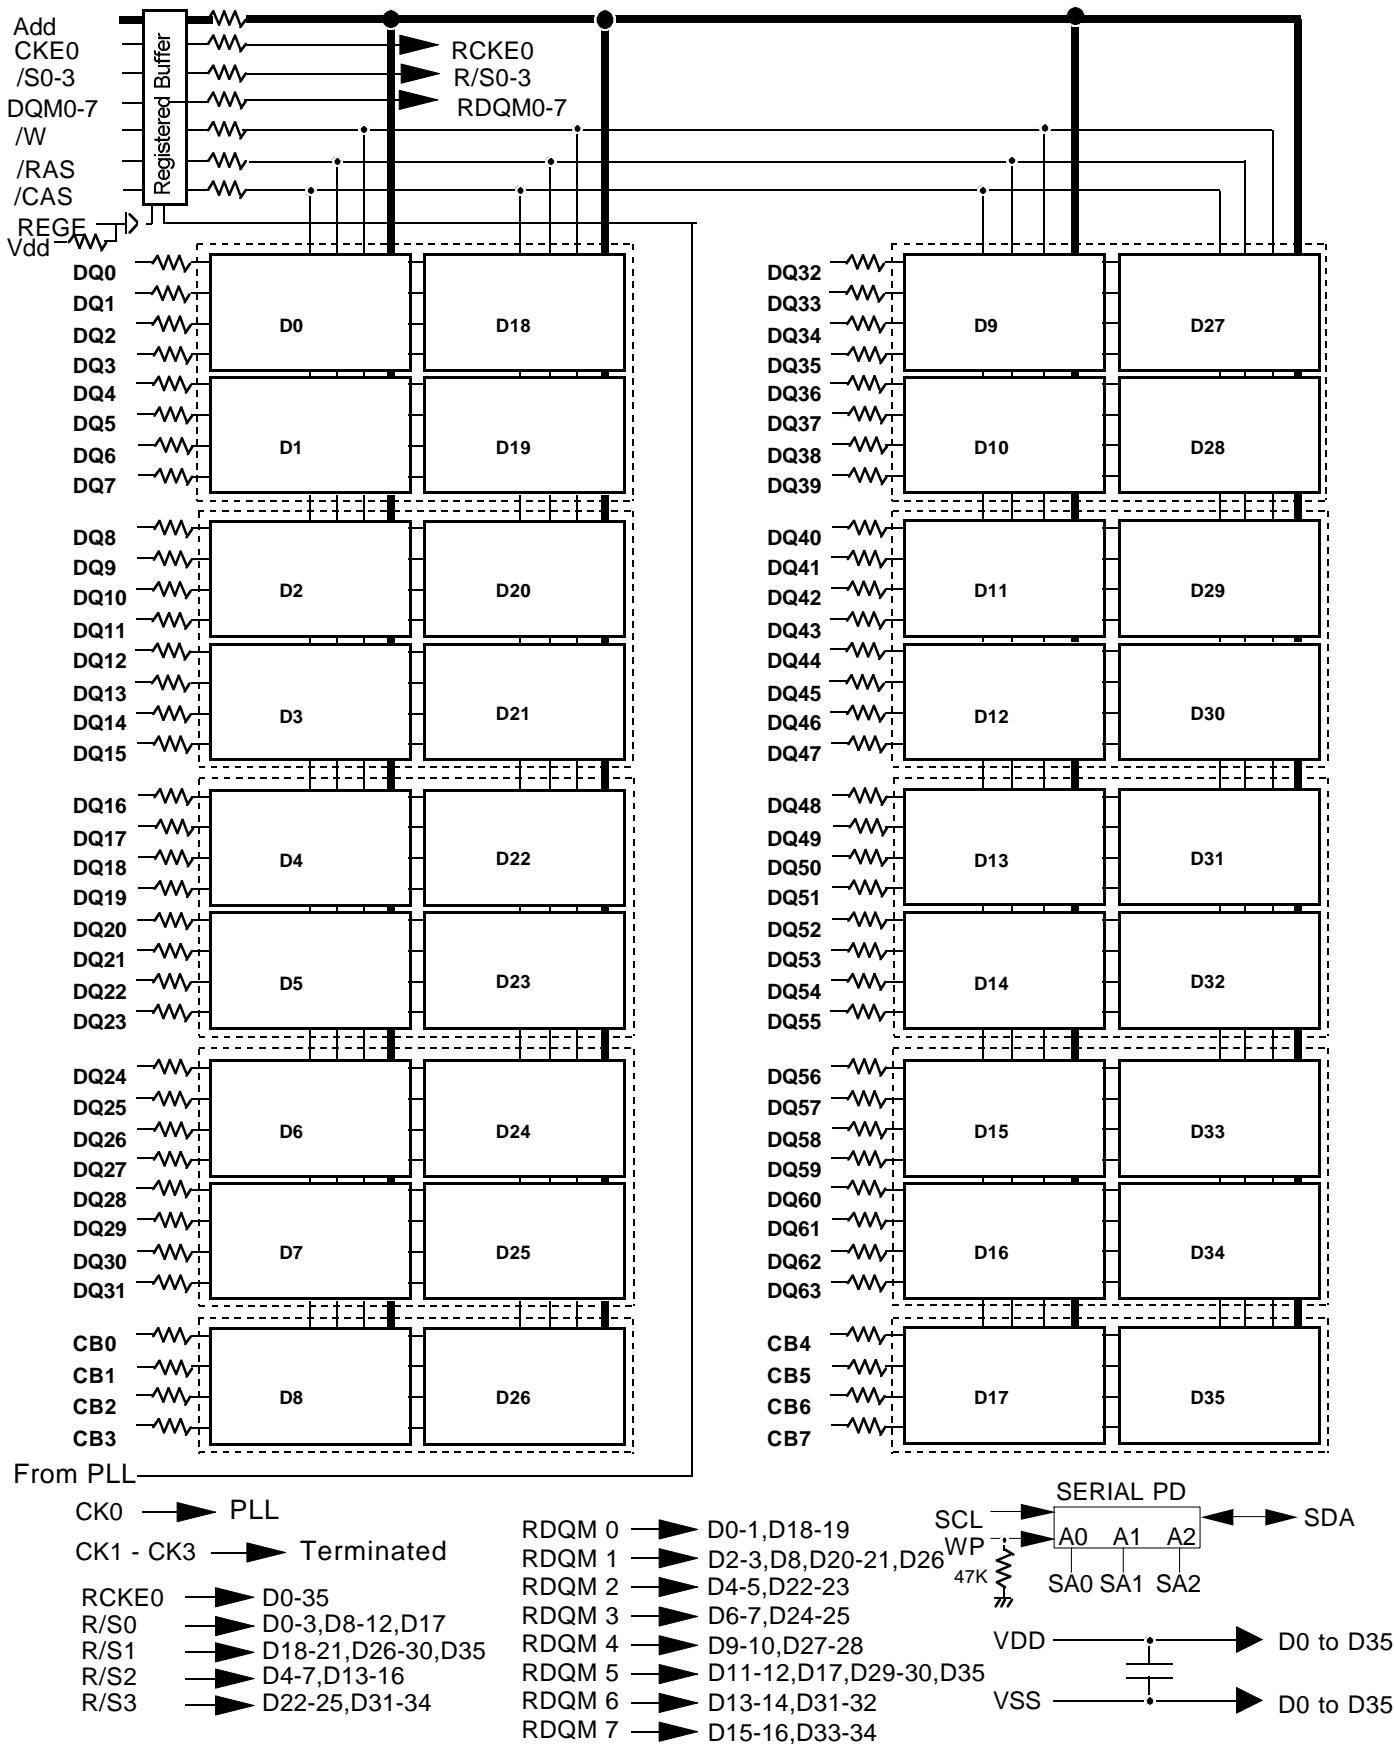 Add
CKE0
/S0-3
DQM0-7
/W
/RAS
/CAS
REGE
Vdd
Registered Buffer
RCKE0
R/S0-3
RDQM0-7
DQ0
DQ1
DQ2
DQ3
DQ4
DQ5
DQ6
DQ7
D0
D18
D1
D19
DQ8
DQ9
DQ10
DQ11
DQ12
DQ13
DQ14
DQ15
D2
D20
D3
D21
DQ16
DQ17
DQ18
DQ19
DQ20
DQ21
DQ22
DQ23
D4
D22
D5
D23
DQ24
DQ25
DQ26
DQ27
DQ28
DQ29
DQ30
DQ31
D6
D24
D7
D25
CB0
CB1
CB2
CB3
D8
D26
DQ32
DQ33
DQ34
DQ35
DQ36
DQ37
DQ38
DQ39
D9
D27
D10
D28
DQ40
DQ41
DQ42
DQ43
DQ44
DQ45
DQ46
DQ47
D11
D29
D12
D30
DQ48
DQ49
DQ50
DQ51
DQ52
DQ53
DQ54
DQ55
D13
D31
D14
D32
DQ56
DQ57
DQ58
DQ59
DQ60
DQ61
DQ62
DQ63
D15
D33
D16
D34
CB4
CB5
CB6
CB7
D17
D35
From PLL
CK0 PLL
CK1 - CK3 Terminated
RCKE0 D0-35
R/S0 D0-3,D8-12,D17
R/S1 D18-21,D26-30,D35
R/S2 D4-7,D13-16
R/S3 D22-25,D31-34
RDQM 0 D0-1,D18-19
RDQM 1 D2-3,D8,D20-21,D26
RDQM 2 D4-5,D22-23
RDQM 3 D6-7,D24-25
RDQM 4 D9-10,D27-28
RDQM 5 D11-12,D17,D29-30,D35
RDQM 6 D13-14,D31-32
RDQM 7 D15-16,D33-34
SERIAL PD
SCL
WP
47K
A0 A1 A2
SDA
SA0 SA1 SA2
VDD D0 to D35
VSS D0 to D35